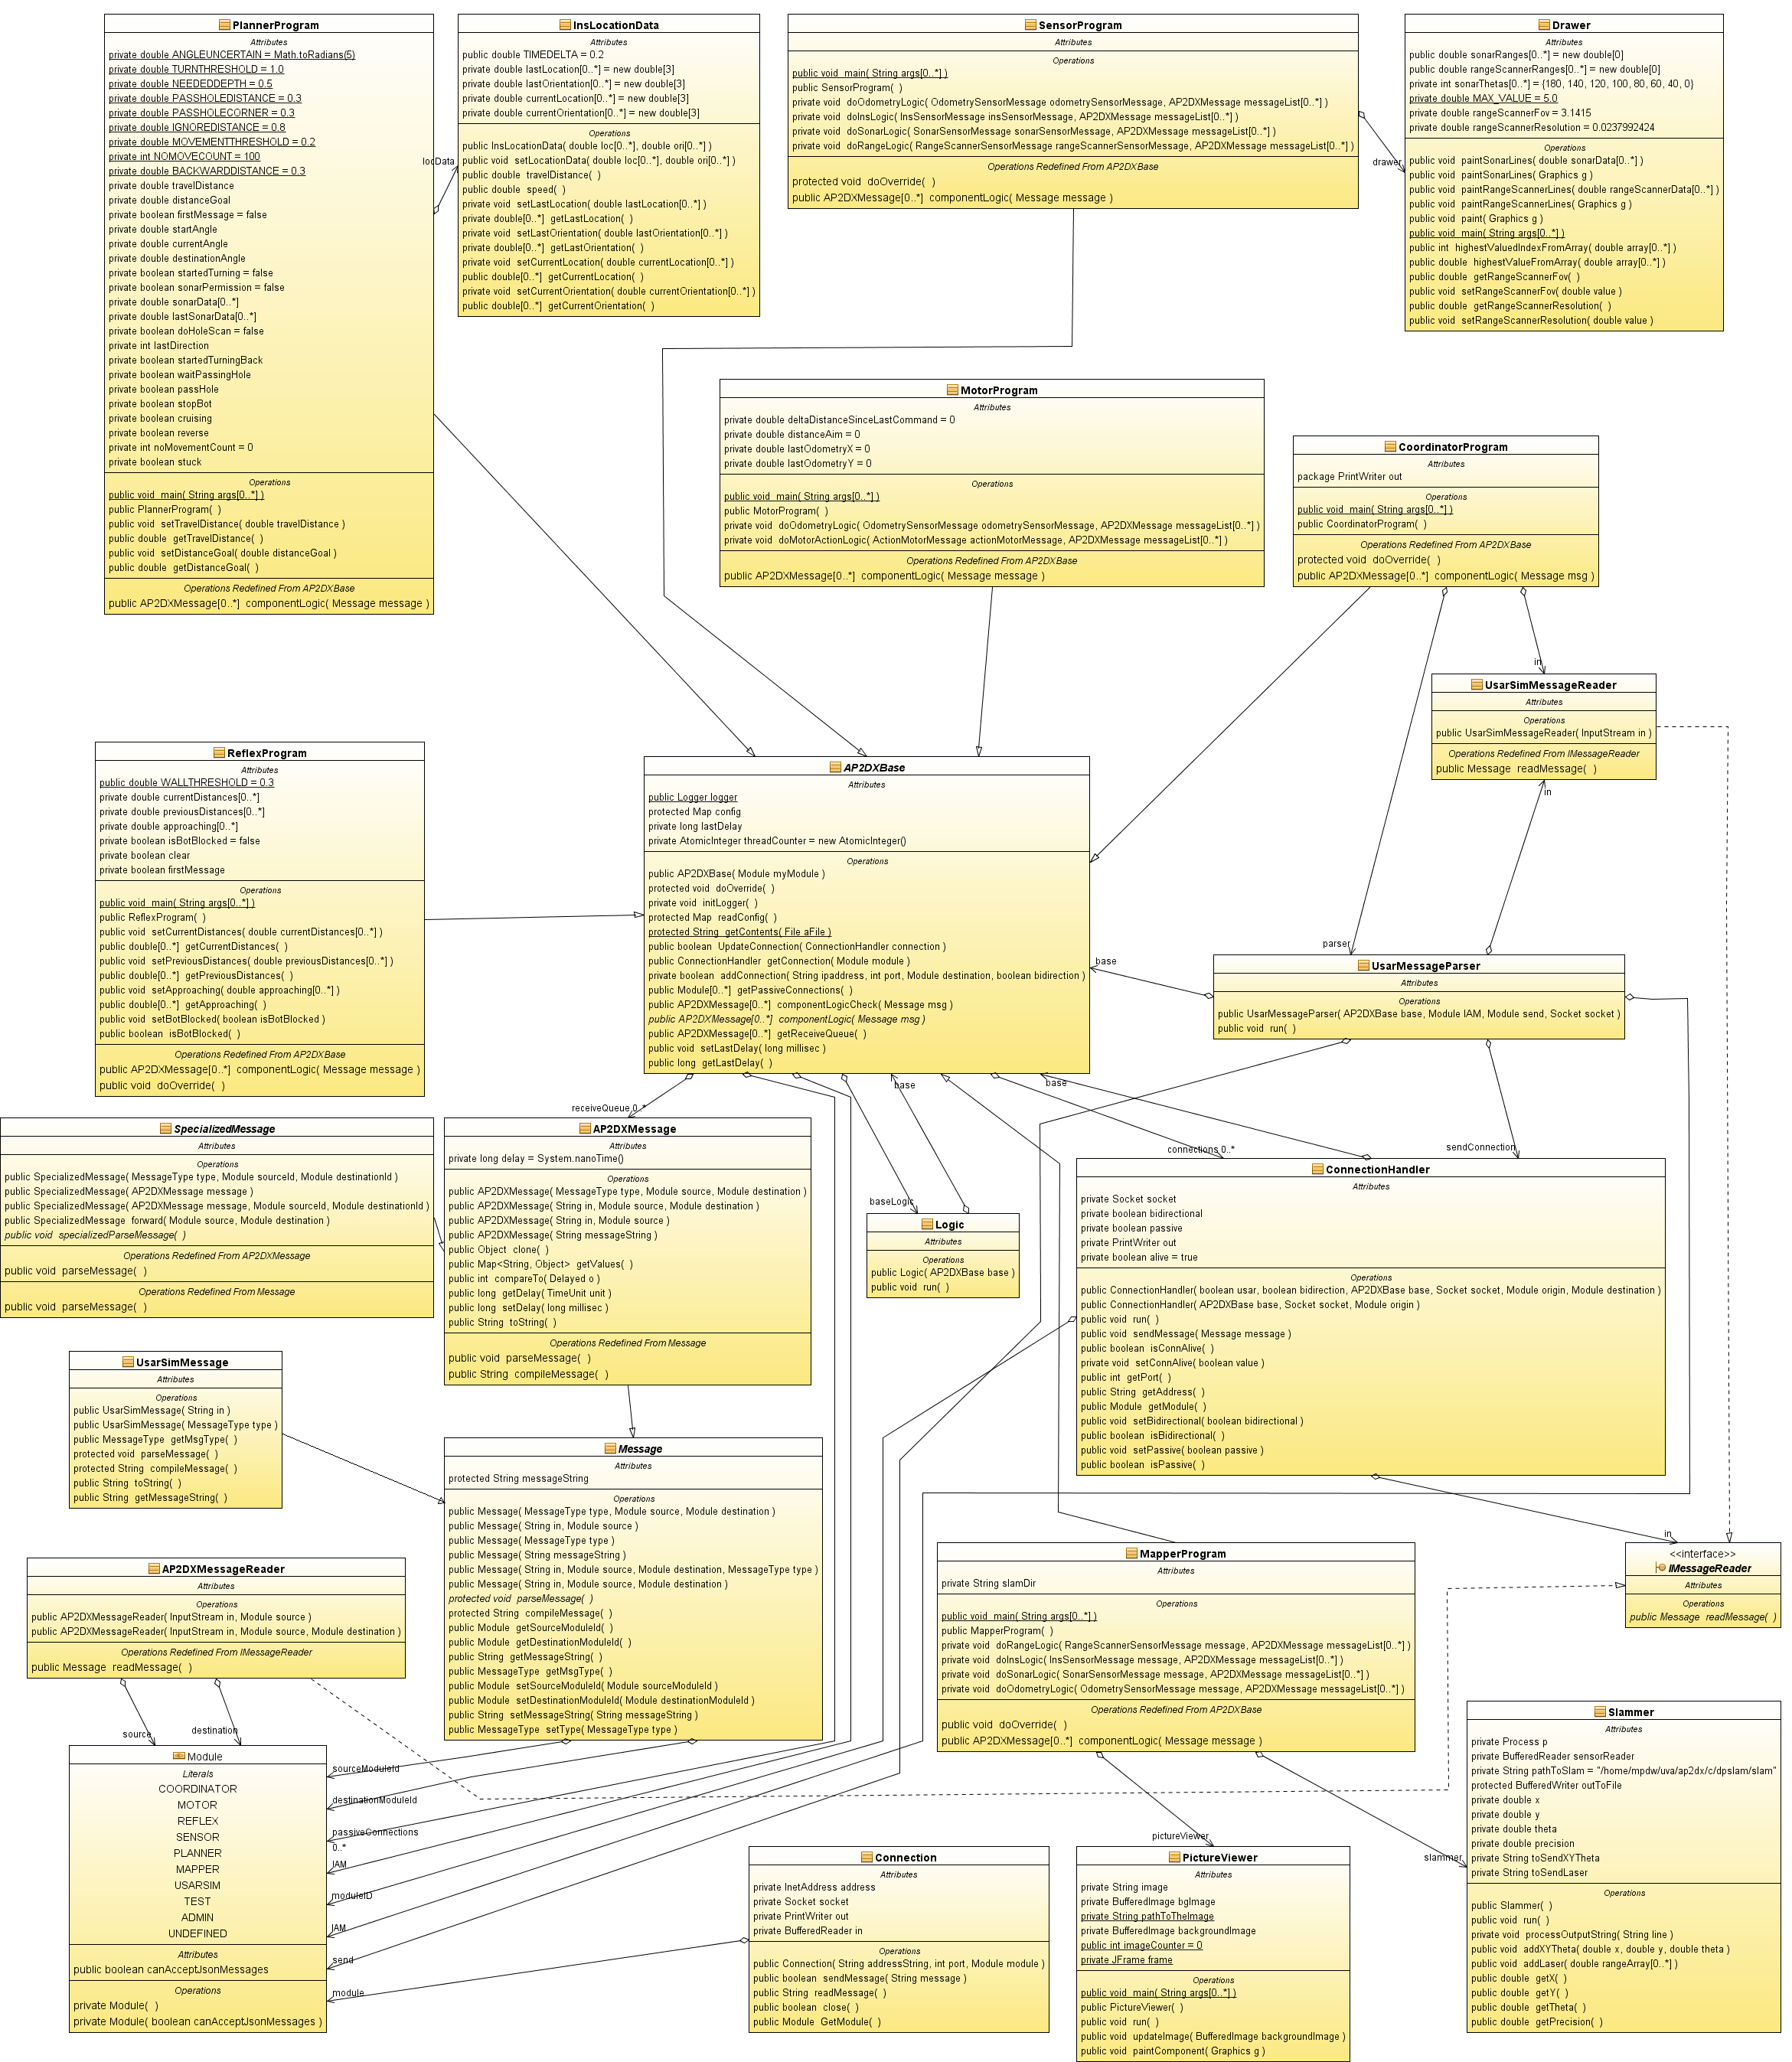 PlannerProgram
Attributes
private double ANGLEUNCERTAIN = Math.toRadians(5)
private double TURNTHRESHOLD = 1.0
private double NEEDEDDEPTH = 0.5
private double PASSHOLEDISTANCE = 0.3
private double PASSHOLECORNER = 0.3
private double IGNOREDISTANCE = 0.8
private double MOVEMENTTHRESHOLD = 0.2
private int NOMOVECOUNT = 100
private double BACKWARDDISTANCE = 0.3
private double travelDistance
private double distanceGoal
private boolean firstMessage = false
private double startAngle
private double currentAngle
private double destinationAngle
private boolean startedTurning = false
private boolean sonarPermission = false
private double sonarData[0..*]
private double lastSonarData[0..*]
private boolean doHoleScan = false
private int lastDirection
private boolean startedTurningBack
private boolean waitPassingHole
private boolean passHole
private boolean stopBot
private boolean cruising
private boolean reverse
private int noMovementCount = 0
private boolean stuck
Operations
public void main( String args[0..*] )
public PlannerProgram( )
public void setTravelDistance( double travelDistance )
public double getTravelDistance( )
public void setDistanceGoal( double distanceGoal )
public double getDistanceGoal( )
Operations Redefined From AP2DXBase
public AP2DXMessage[0..*] componentLogic( Message message )
locData
InsLocationData
Attributes
public double TIMEDELTA = 0.2
private double lastLocation[0..*] = new double[3]
private double lastOrientation[0..*] = new double[3]
private double currentLocation[0..*] = new double[3]
private double currentOrientation[0..*] = new double[3]
Operations
public InsLocationData( double loc[0..*], double ori[0..*] )
public void setLocationData( double loc[0..*], double ori[0..*] )
public double travelDistance( )
public double speed( )
private void setLastLocation( double lastLocation[0..*] )
private double[0..*] getLastLocation( )
private void setLastOrientation( double lastOrientation[0..*] )
private double[0..*] getLastOrientation( )
private void setCurrentLocation( double currentLocation[0..*] )
public double[0..*] getCurrentLocation( )
private void setCurrentOrientation( double currentOrientation[0..*] )
public double[0..*] getCurrentOrientation( )
SensorProgram
Attributes
Operations
public void main( String args[0..*] )
public SensorProgram( )
private void doOdometryLogic( OdometrySensorMessage odometrySensorMessage, AP2DXMessage messageList[0..*] )
private void doInsLogic( InsSensorMessage insSensorMessage, AP2DXMessage messageList[0..*] )
private void doSonarLogic( SonarSensorMessage sonarSensorMessage, AP2DXMessage messageList[0..*] )
private void doRangeLogic( RangeScannerSensorMessage rangeScannerSensorMessage, AP2DXMessage messageList[0..*] )
Operations Redefined From AP2DXBase
protected void doOverride( )
public AP2DXMessage[0..*] componentLogic( Message message )
drawer
Drawer
Attributes
public double sonarRanges[0..*] = new double[0]
public double rangeScannerRanges[0..*] = new double[0]
private int sonarThetas[0..*] = {180, 140, 120, 100, 80, 60, 40, 0}
private double MAX_VALUE = 5.0
private double rangeScannerFov = 3.1415
private double rangeScannerResolution = 0.0237992424
Operations
public void paintSonarLines( double sonarData[0..*] )
public void paintSonarLines( Graphics g )
public void paintRangeScannerLines( double rangeScannerData[0..*] )
public void paintRangeScannerLines( Graphics g )
public void paint( Graphics g )
public void main( String args[0..*] )
public int highestValuedIndexFromArray( double array[0..*] )
public double highestValueFromArray( double array[0..*] )
public double getRangeScannerFov( )
public void setRangeScannerFov( double value )
public double getRangeScannerResolution( )
public void setRangeScannerResolution( double value )
MotorProgram
Attributes
private double deltaDistanceSinceLastCommand = 0
private double distanceAim = 0
private double lastOdometryX = 0
private double lastOdometryY = 0
Operations
public void main( String args[0..*] )
public MotorProgram( )
private void doOdometryLogic( OdometrySensorMessage odometrySensorMessage, AP2DXMessage messageList[0..*] )
private void doMotorActionLogic( ActionMotorMessage actionMotorMessage, AP2DXMessage messageList[0..*] )
Operations Redefined From AP2DXBase
public AP2DXMessage[0..*] componentLogic( Message message )
CoordinatorProgram
Attributes
package PrintWriter out
Operations
public void main( String args[0..*] )
public CoordinatorProgram( )
Operations Redefined From AP2DXBase
protected void doOverride( )
public AP2DXMessage[0..*] componentLogic( Message msg )
in
UsarSimMessageReader
Attributes
Operations
public UsarSimMessageReader( InputStream in )
Operations Redefined From IMessageReader
public Message readMessage( )
in
ReflexProgram
Attributes
public double WALLTHRESHOLD = 0.3
private double currentDistances[0..*]
private double previousDistances[0..*]
private double approaching[0..*]
private boolean isBotBlocked = false
private boolean clear
private boolean firstMessage
Operations
public void main( String args[0..*] )
public ReflexProgram( )
public void setCurrentDistances( double currentDistances[0..*] )
public double[0..*] getCurrentDistances( )
public void setPreviousDistances( double previousDistances[0..*] )
public double[0..*] getPreviousDistances( )
public void setApproaching( double approaching[0..*] )
public double[0..*] getApproaching( )
public void setBotBlocked( boolean isBotBlocked )
public boolean isBotBlocked( )
Operations Redefined From AP2DXBase
public AP2DXMessage[0..*] componentLogic( Message message )
public void doOverride( )
AP2DXBase
Attributes
public Logger logger
protected Map config
private long lastDelay
private AtomicInteger threadCounter = new AtomicInteger()
Operations
public AP2DXBase( Module myModule )
protected void doOverride( )
private void initLogger( )
protected Map readConfig( )
protected String getContents( File aFile )
public boolean UpdateConnection( ConnectionHandler connection )
public ConnectionHandler getConnection( Module module )
private boolean addConnection( String ipaddress, int port, Module destination, boolean bidirection )
public Module[0..*] getPassiveConnections( )
public AP2DXMessage[0..*] componentLogicCheck( Message msg )
public AP2DXMessage[0..*] componentLogic( Message msg )
public AP2DXMessage[0..*] getReceiveQueue( )
public void setLastDelay( long millisec )
public long getLastDelay( )
parser
base
UsarMessageParser
Attributes
Operations
public UsarMessageParser( AP2DXBase base, Module IAM, Module send, Socket socket )
public void run( )
receiveQueue 0..*
base
base
baseLogic
connections 0..*
sendConnection
SpecializedMessage
Attributes
Operations
public SpecializedMessage( MessageType type, Module sourceId, Module destinationId )
public SpecializedMessage( AP2DXMessage message )
public SpecializedMessage( AP2DXMessage message, Module sourceId, Module destinationId )
public SpecializedMessage forward( Module source, Module destination )
public void specializedParseMessage( )
Operations Redefined From AP2DXMessage
public void parseMessage( )
Operations Redefined From Message
public void parseMessage( )
AP2DXMessage
Attributes
private long delay = System.nanoTime()
Operations
public AP2DXMessage( MessageType type, Module source, Module destination )
public AP2DXMessage( String in, Module source, Module destination )
public AP2DXMessage( String in, Module source )
public AP2DXMessage( String messageString )
public Object clone( )
public Map<String, Object> getValues( )
public int compareTo( Delayed o )
public long getDelay( TimeUnit unit )
public long setDelay( long millisec )
public String toString( )
Operations Redefined From Message
public void parseMessage( )
public String compileMessage( )
Logic
Attributes
Operations
public Logic( AP2DXBase base )
public void run( )
ConnectionHandler
Attributes
private Socket socket
private boolean bidirectional
private boolean passive
private PrintWriter out
private boolean alive = true
Operations
public ConnectionHandler( boolean usar, boolean bidirection, AP2DXBase base, Socket socket, Module origin, Module destination )
public ConnectionHandler( AP2DXBase base, Socket socket, Module origin )
public void run( )
public void sendMessage( Message message )
public boolean isConnAlive( )
private void setConnAlive( boolean value )
public int getPort( )
public String getAddress( )
public Module getModule( )
public void setBidirectional( boolean bidirectional )
public boolean isBidirectional( )
public void setPassive( boolean passive )
public boolean isPassive( )
UsarSimMessage
Attributes
Operations
public UsarSimMessage( String in )
public UsarSimMessage( MessageType type )
public MessageType getMsgType( )
protected void parseMessage( )
protected String compileMessage( )
public String toString( )
public String getMessageString( )
Message
Attributes
protected String messageString
Operations
public Message( MessageType type, Module source, Module destination )
public Message( String in, Module source )
public Message( MessageType type )
public Message( String messageString )
public Message( String in, Module source, Module destination, MessageType type )
public Message( String in, Module source, Module destination )
protected void parseMessage( )
protected String compileMessage( )
public Module getSourceModuleId( )
public Module getDestinationModuleId( )
public String getMessageString( )
public MessageType getMsgType( )
public Module setSourceModuleId( Module sourceModuleId )
public Module setDestinationModuleId( Module destinationModuleId )
public String setMessageString( String messageString )
public MessageType setType( MessageType type )
in
<<interface>>
IMessageReader
Attributes
Operations
public Message readMessage( )
AP2DXMessageReader
Attributes
Operations
public AP2DXMessageReader( InputStream in, Module source )
public AP2DXMessageReader( InputStream in, Module source, Module destination )
Operations Redefined From IMessageReader
public Message readMessage( )
source
destination
MapperProgram
Attributes
private String slamDir
Operations
public void main( String args[0..*] )
public MapperProgram( )
private void doRangeLogic( RangeScannerSensorMessage message, AP2DXMessage messageList[0..*] )
private void doInsLogic( InsSensorMessage message, AP2DXMessage messageList[0..*] )
private void doSonarLogic( SonarSensorMessage message, AP2DXMessage messageList[0..*] )
private void doOdometryLogic( OdometrySensorMessage message, AP2DXMessage messageList[0..*] )
Operations Redefined From AP2DXBase
public void doOverride( )
public AP2DXMessage[0..*] componentLogic( Message message )
Module
Literals
COORDINATOR
MOTOR
REFLEX
SENSOR
PLANNER
MAPPER
USARSIM
TEST
ADMIN
UNDEFINED
Attributes
public boolean canAcceptJsonMessages
Operations
private Module( )
private Module( boolean canAcceptJsonMessages )
sourceModuleId
destinationModuleId
passiveConnections
0..*
IAM
moduleID
IAM
send
module
Connection
Attributes
private InetAddress address
private Socket socket
private PrintWriter out
private BufferedReader in
Operations
public Connection( String addressString, int port, Module module )
public boolean sendMessage( String message )
public String readMessage( )
public boolean close( )
public Module GetModule( )
pictureViewer
PictureViewer
Attributes
private String image
private BufferedImage bgImage
private String pathToTheImage
private BufferedImage backgroundImage
public int imageCounter = 0
private JFrame frame
Operations
public void main( String args[0..*] )
public PictureViewer( )
public void run( )
public void updateImage( BufferedImage backgroundImage )
public void paintComponent( Graphics g )
slammer
Slammer
Attributes
private Process p
private BufferedReader sensorReader
private String pathToSlam = "/home/mpdw/uva/ap2dx/c/dpslam/slam"
protected BufferedWriter outToFile
private double x
private double y
private double theta
private double precision
private String toSendXYTheta
private String toSendLaser
Operations
public Slammer( )
public void run( )
private void processOutputString( String line )
public void addXYTheta( double x, double y, double theta )
public void addLaser( double rangeArray[0..*] )
public double getX( )
public double getY( )
public double getTheta( )
public double getPrecision( )